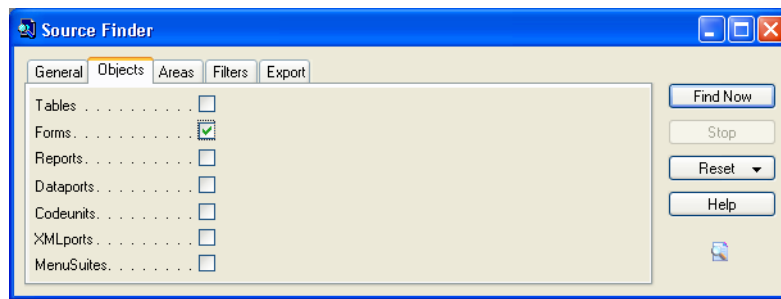 Source Finder
General Objects Areas Filters Export
Tables . . . . . . . . . .
Forms. . . . . . . . . . .
Reports. . . . . . . . . .
Dataports. . . . . . . . .
Codeunits. . . . . . . . .
XMLports. . . . . . . . .
MenuSuites. . . . . . . .
Find Now
Stop
Reset
Help